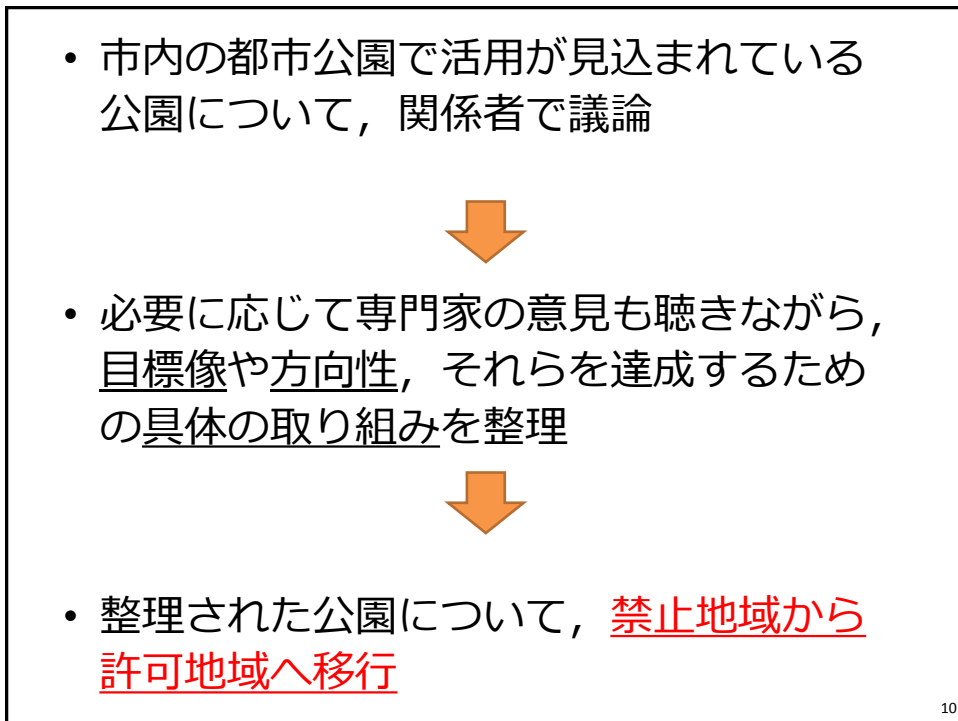 • 市内の都市公園で活用が見込まれている
公園について，関係者で議論
• 必要に応じて専門家の意見も聴きながら，
目標像や方向性，それらを達成するため
の具体の取り組みを整理
• 整理された公園について，禁止地域から
許可地域へ移行
10